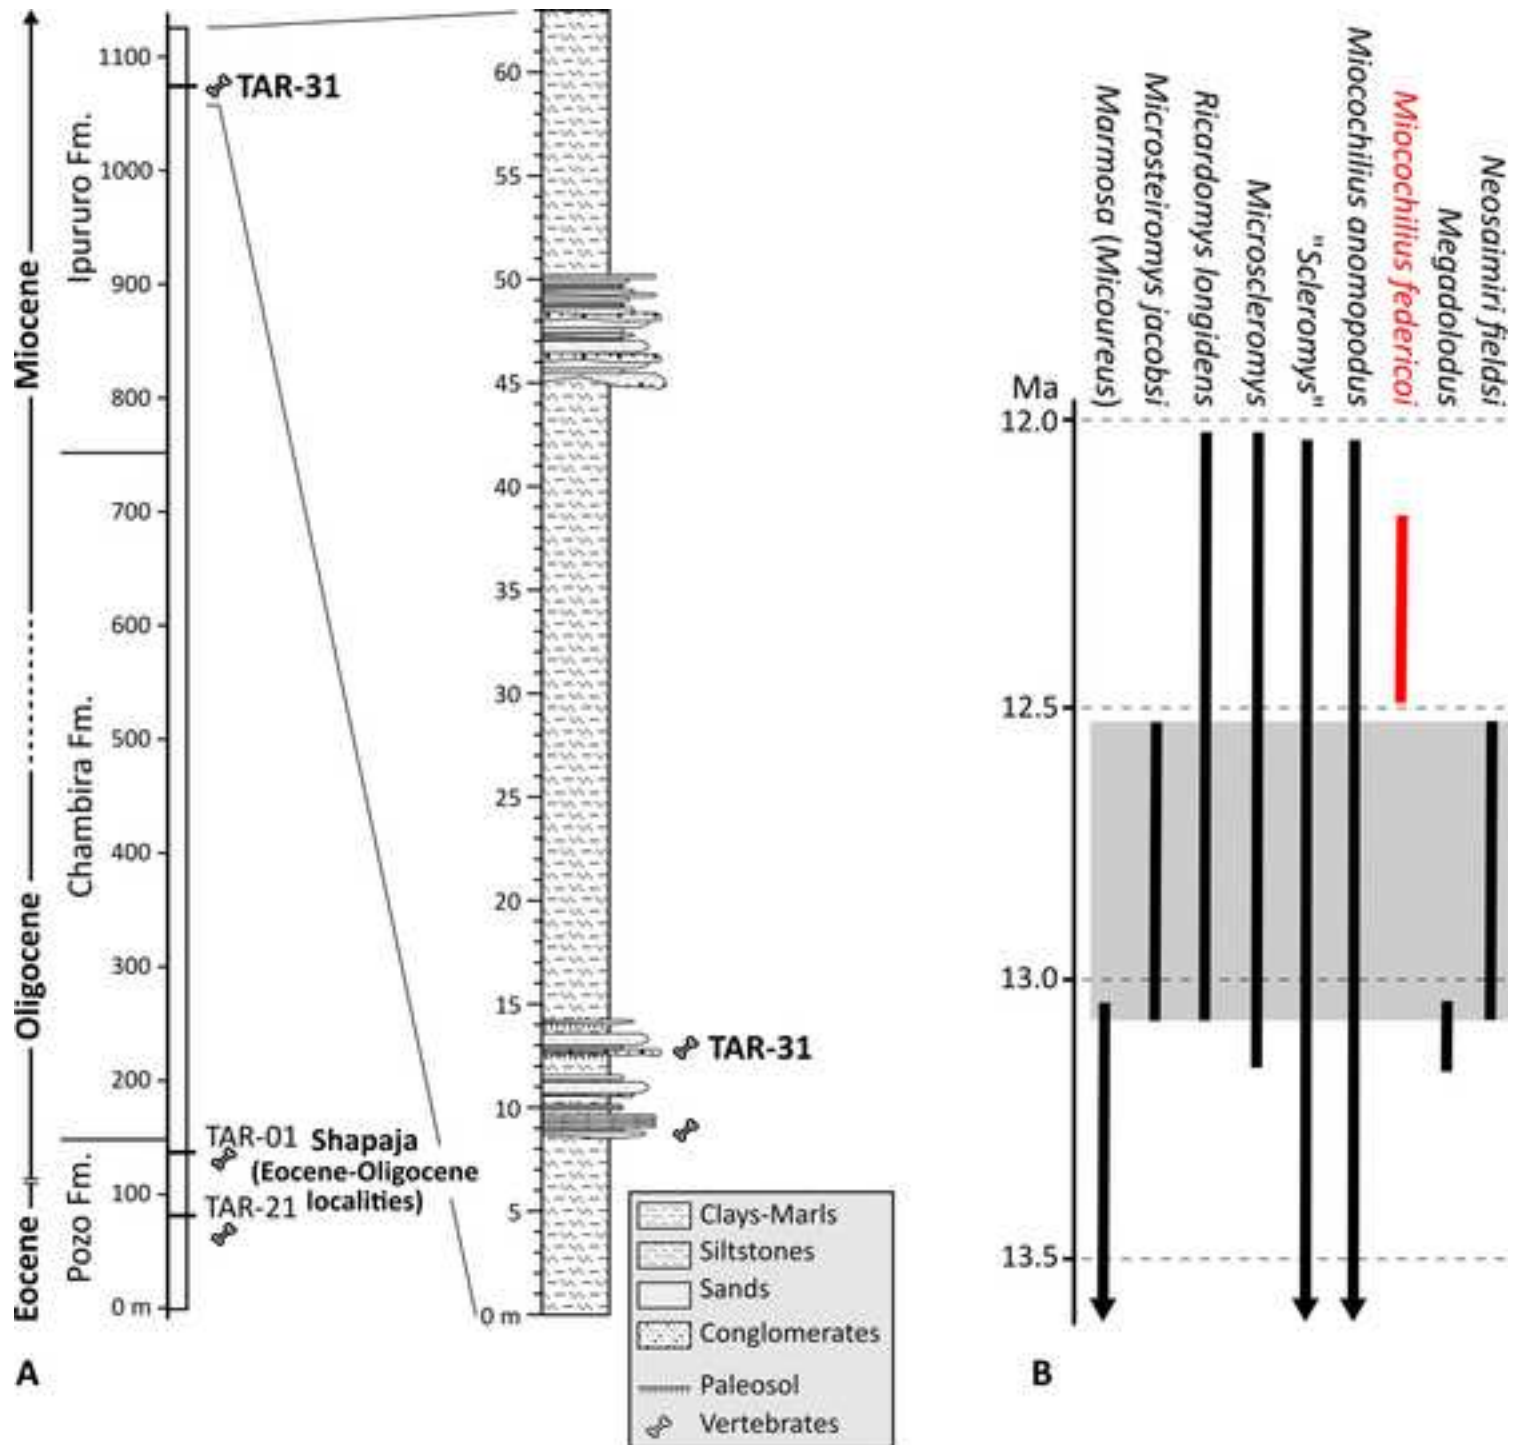 Miocene
Oligocene
Eocene
Ipururo Fm.
Chambira Fm.
Pozo Fm.
1100
1000
900
800
700
600
500
400
300
200
100
0 m
TAR-31
TAR-01 Shapaja
(Eocene-Oligocene
TAR-21 localities)
60
55
50
45
40
35
30
25
20
15
10
5
0 m
TAR-31
Clays-Marls
Siltstones
Sands
Conglomerates
Paleosol
Vertebrates
A
Marmosa (Micoureus)
Microsteiromys jacobsi
Ricardomys longidens
Microscleromys
"Scleromys"
Miocochilius anomopodus
Miocochilius federicoi
Megadolodus
Neosaimiri fieldsi
Ma
12.0
12.5
13.0
13.5
B